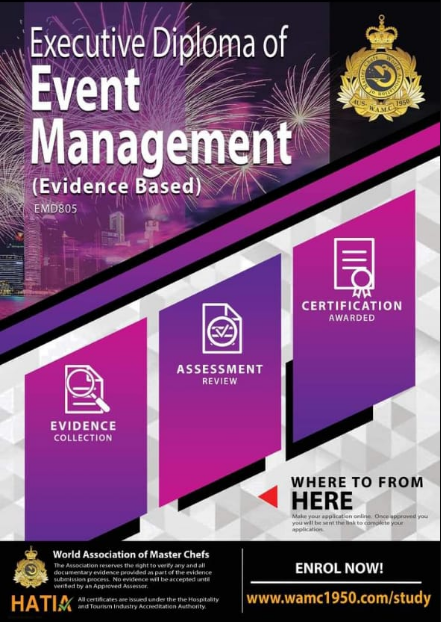 Executive Diploma of
Event
Management
(Evidence Based)
EMD805
AUS. W.A.M.C. 1950
CERTIFICATION
AWARDED
ASSESSMENT
REVIEW
EVIDENCE
COLLECTION
WHERE TO FROM
HERE
Make your application online. Once approved you
you will be sent the link to complete your
application.
World Association of Master Chefs
The Association reserves the right to verify any and all
documentary evidence provided as part of the evidence
submission process. No evidence will be accepted until
verified by an Approved Assessor.
HATIA
All certificates are issued under the the Hospitality
and Tourism Industry Accreditation Authority.
ENROL NOW!
www.wamc1950.com/study